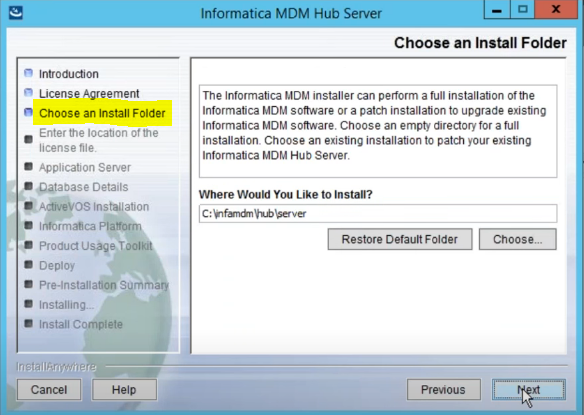 Informatica MDM Hub Server
Choose an Install Folder
Introduction
License Agreement
Choose an Install Folder
Enter the location of the
license file.
Application Server
Database Details
ActiveVOS Installation
Informatica Platform
Product Usage Toolkit
Deploy
Pre-Installation Summary
Installing...
Install Complete
The Informatica MDM installer can perform a full installation of the
Informatica MDM software or a patch installation to upgrade existing
Informatica MDM software. Choose an empty directory for a full
installation. Choose an existing installation to patch your existing
Informatica MDM Hub Server.
Where Would You Like to Install?
C:\infamdm\hub\server
Restore Default Folder
Choose...
InstallAnywhere
Cancel
Help
Previous
Next